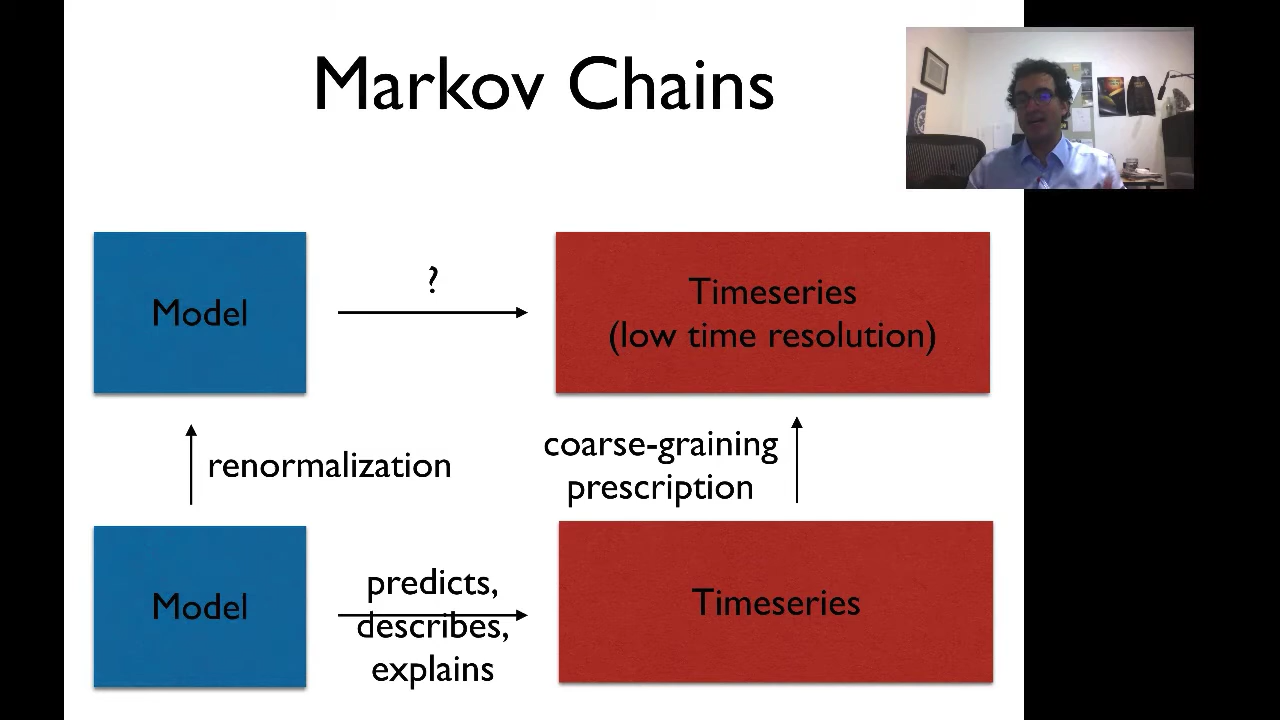 Markov Chains
Model
?
Timeseries
(low time resolution)
renormalization
coarse-graining
prescription
Model
predicts,
describes,
explains
Timeseries